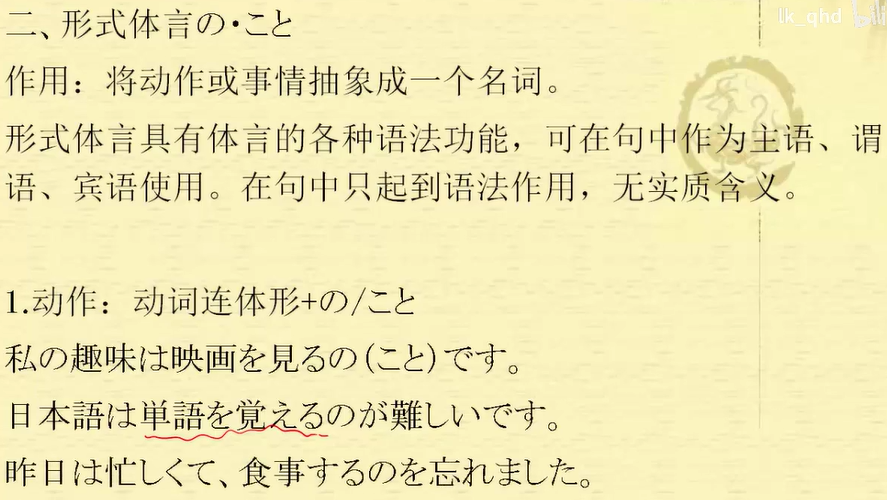 lk_qhd bili
二、形式体言の・こと
作用：将动作或事情抽象成一个名词。
形式体言具有体言的各种语法功能，可在句中作为主语、谓
语、宾语使用。在句中只起到语法作用，无实质含义。
1.动作：动词连体形+の/こと
私の趣味は映画を見るの(こと)です。
日本語は単語を覚えるのが難しいです。
昨日は忙しくて、食事するのを忘れました。